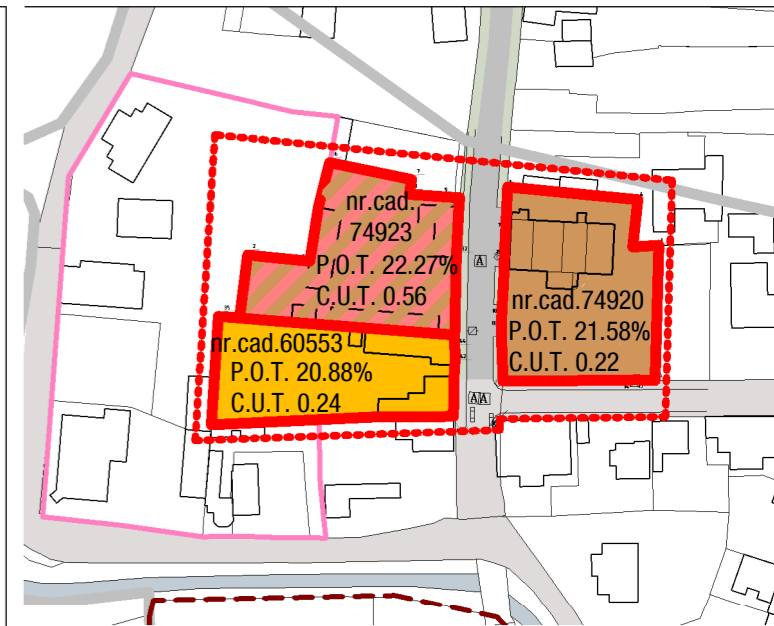 nr.cad.
74923
P.O.T. 22.27%
C.U.T. 0.56
nr.cad.60553
P.O.T. 20.88%
C.U.T. 0.24
nr.cad.74920
P.O.T. 21.58%
C.U.T. 0.22
A
A A